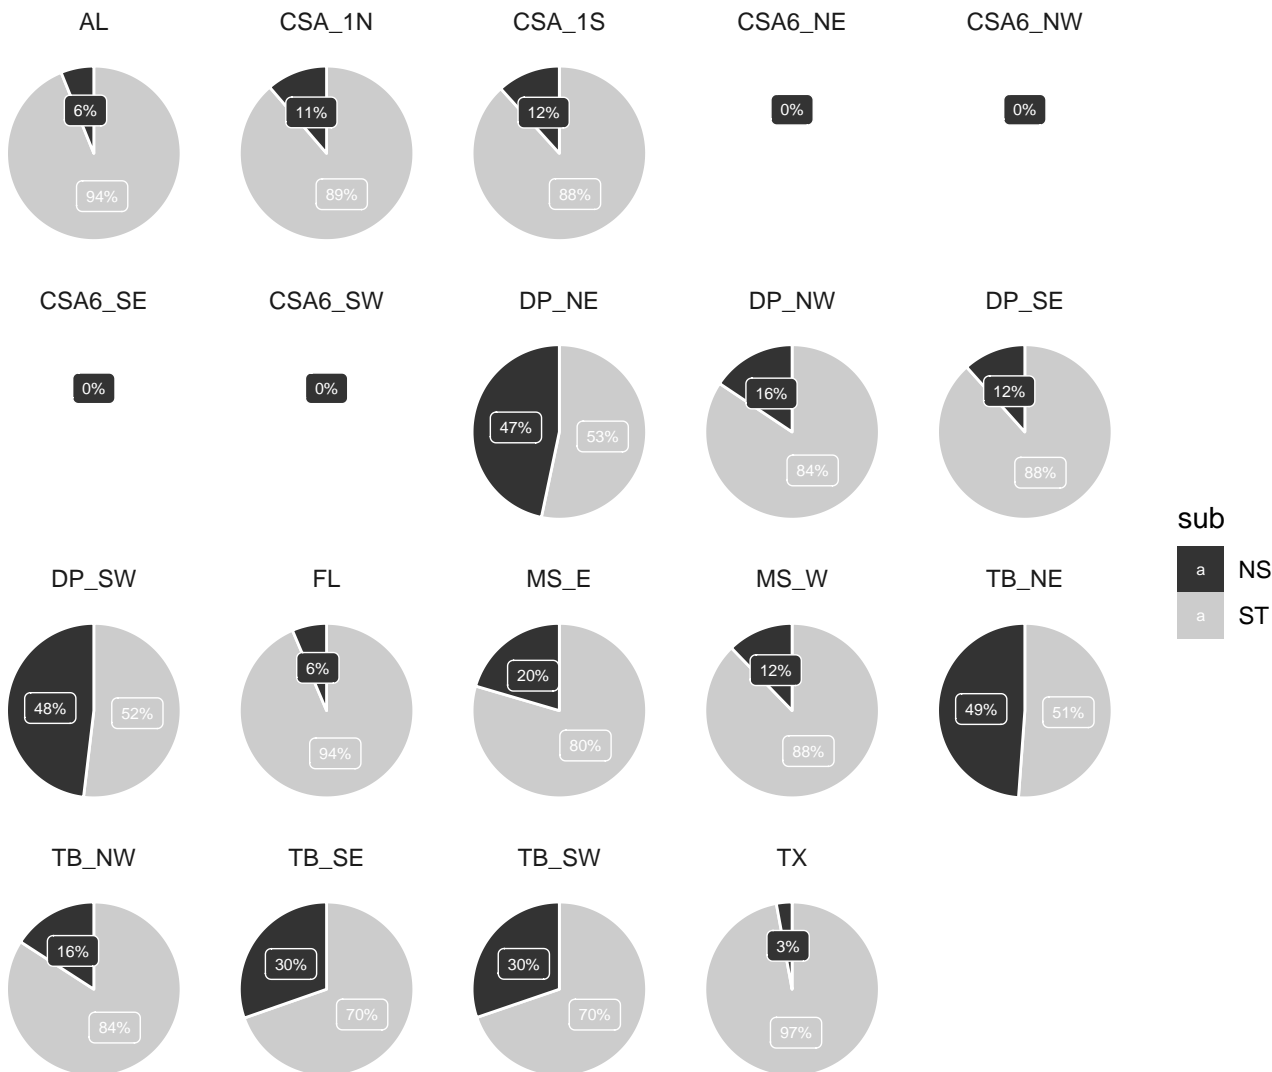 AL CSA_1N CSA_1S CSA6_NE CSA6_NW
6% 11% 12% 0% 0%
94% 89% 88%
CSA6_SE CSA6_SW DP_NE DP_NW DP_SE
0% 0% 47% 53% 16% 12%
84% 88%
sub
a NS
a ST
DP_SW FL MS_E MS_W TB_NE
48% 52% 6% 20% 12% 49% 51%
94% 80% 88%
TB_NW TB_SE TB_SW TX
16% 30% 30% 3%
84% 70% 70% 97%